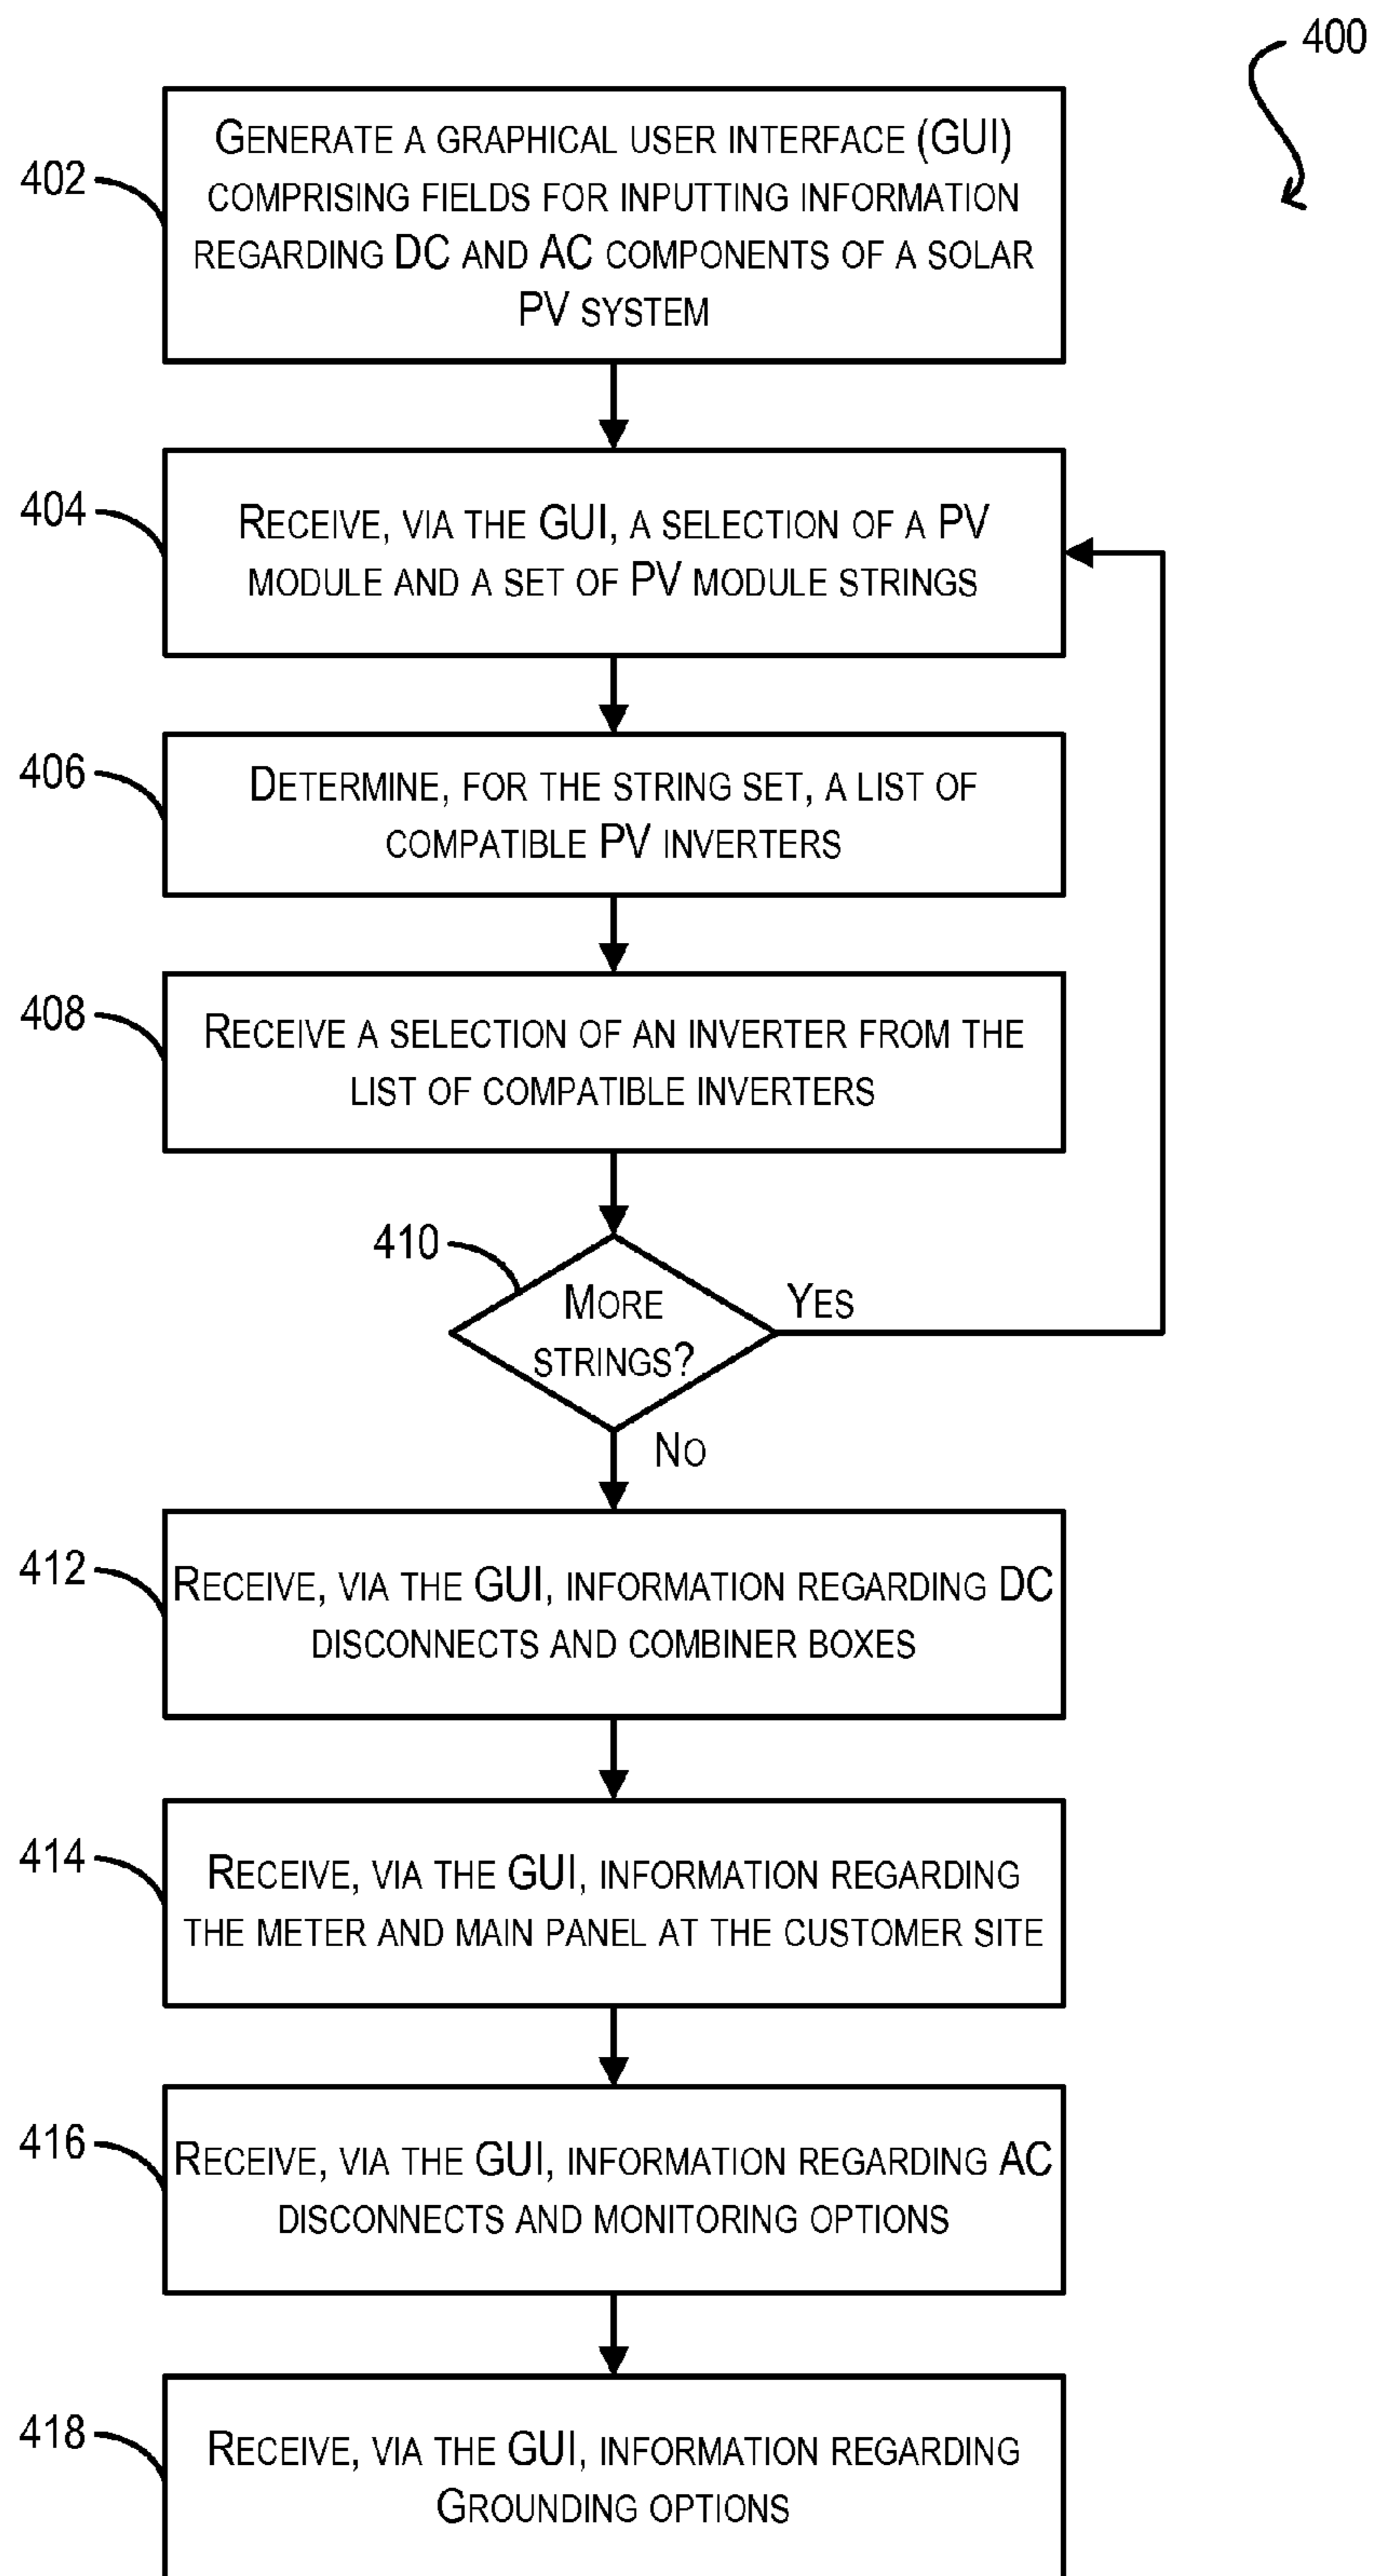 400
402
GENERATE A GRAPHICAL USER INTERFACE (GUI)
COMPRISING FIELDS FOR INPUTTING INFORMATION
REGARDING DC AND AC COMPONENTS OF A SOLAR
PV SYSTEM
404
RECEIVE, VIA THE GUI, A SELECTION OF A PV
MODULE AND A SET OF PV MODULE STRINGS
406
DETERMINE, FOR THE STRING SET, A LIST OF
COMPATIBLE PV INVERTERS
408
RECEIVE A SELECTION OF AN INVERTER FROM THE
LIST OF COMPATIBLE INVERTERS
410
MORE
STRINGS?
YES
NO
412
RECEIVE, VIA THE GUI, INFORMATION REGARDING DC
DISCONNECTS AND COMBINER BOXES
414
RECEIVE, VIA THE GUI, INFORMATION REGARDING
THE METER AND MAIN PANEL AT THE CUSTOMER SITE
416
RECEIVE, VIA THE GUI, INFORMATION REGARDING AC
DISCONNECTS AND MONITORING OPTIONS
418
RECEIVE, VIA THE GUI, INFORMATION REGARDING
GROUNDING OPTIONS